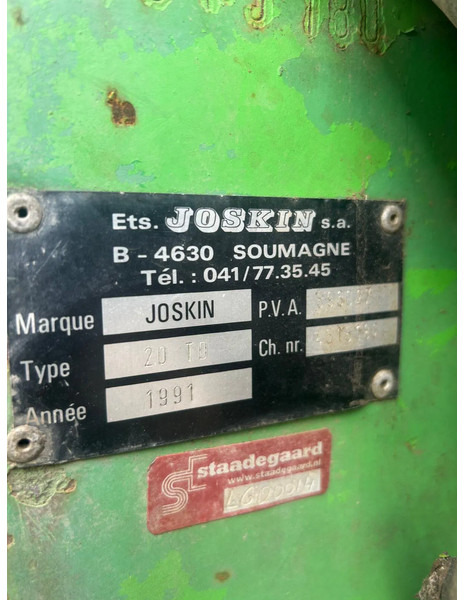 Ets. JOSKIN s.a.
B - 4630 SOUMAGNE
Tél. : 041/77.35.45
Marque JOSKIN P.V.A.
Type 20 TD Ch. nr.
Année 1991
staadegaard
www.staadegaard.nl